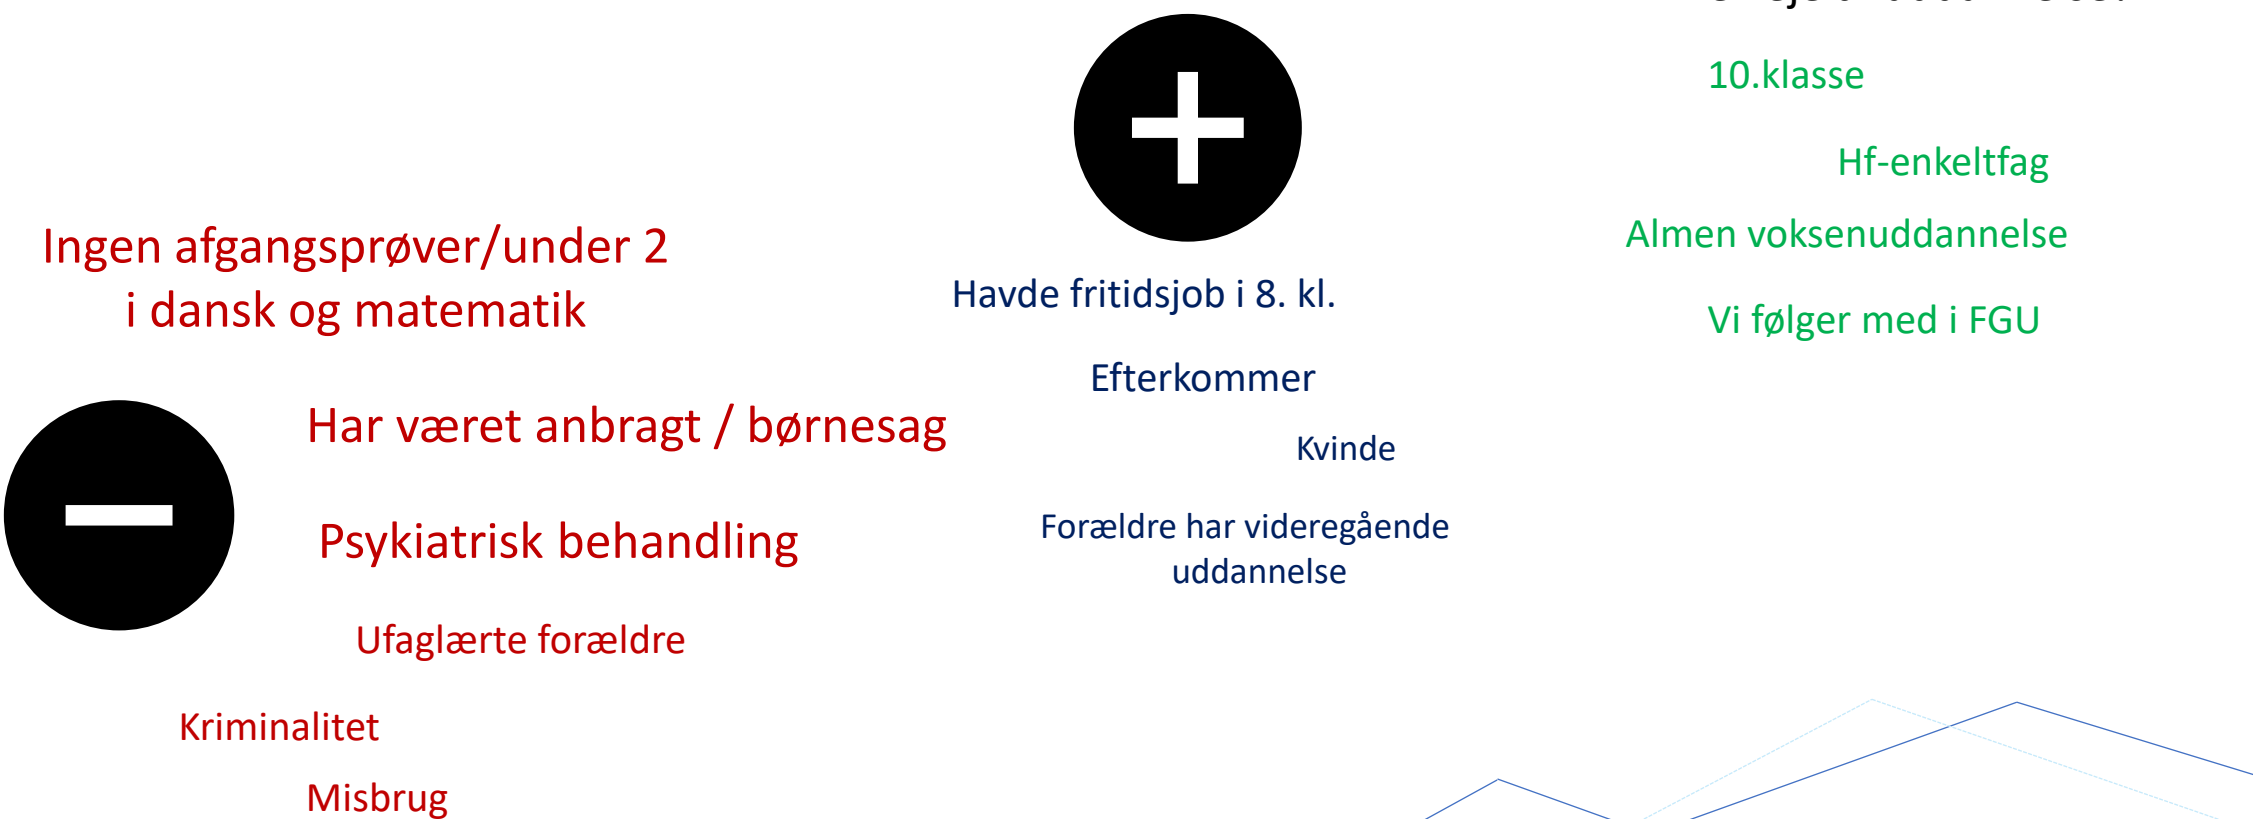 Ingen afgangsprøver/under 2
i dansk og matematik
Har været anbragt / børnesag
Psykiatrisk behandling
Ufaglærte forældre
Kriminalitet
Misbrug
Havde fritidsjob i 8. kl.
Efterkommer
Kvinde
Forældre har videregående
uddannelse
10.klasse
Hf-enkeltfag
Almen voksenuddannelse
Vi følger med i FGU